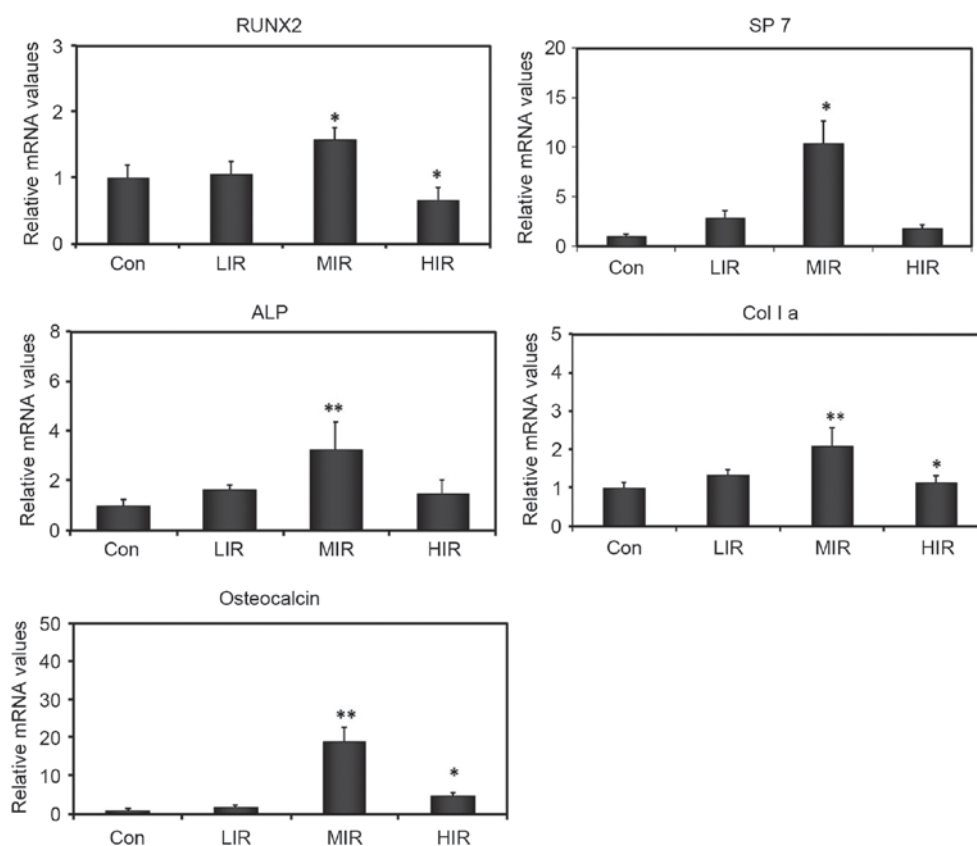 RUNX2
Relative mRNA valaues
3
2
1
0
*
*
Con LIR MIR HIR
SP 7
Relative mRNA values
20
15
10
5
0
*
Con LIR MIR HIR
ALP
Relative mRNA values
8
6
4
2
0
**
Con LIR MIR HIR
Col I a
Relative mRNA values
5
4
3
2
1
0
**
*
Con LIR MIR HIR
Osteocalcin
Relative mRNA values
50
40
30
20
10
0
**
*
Con LIR MIR HIR